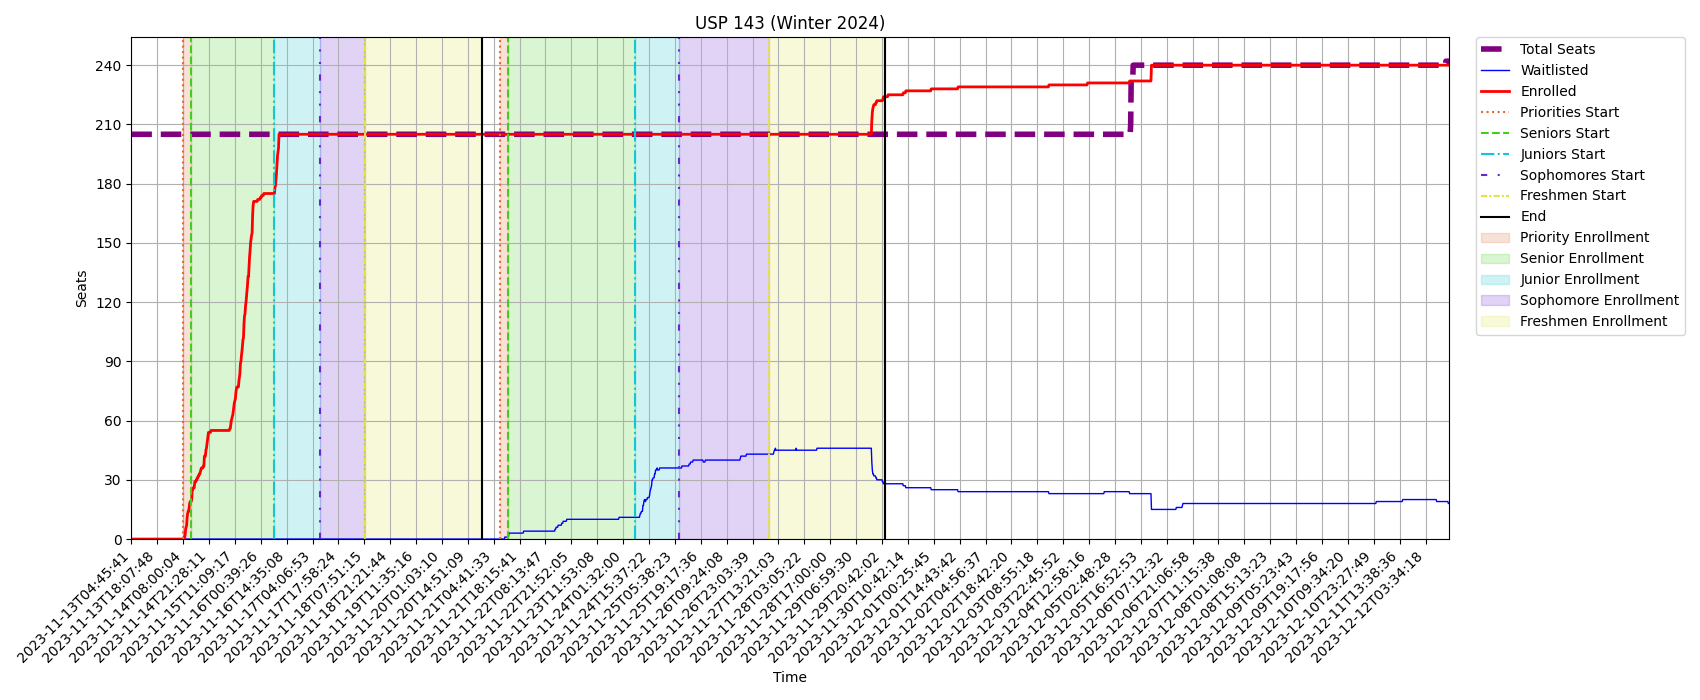 USP 143 (Winter 2024)
Seats
240
210
180
150
120
90
60
30
0
2023-11-13T04:45:41
2023-11-13T18:07:48
2023-11-14T08:00:04
2023-11-14T21:28:11
2023-11-15T11:09:17
2023-11-16T00:39:26
2023-11-16T14:35:08
2023-11-17T04:06:53
2023-11-17T17:58:24
2023-11-18T07:51:15
2023-11-18T21:21:44
2023-11-19T11:35:16
2023-11-20T01:03:10
2023-11-20T14:51:09
2023-11-21T04:41:33
2023-11-21T18:15:41
2023-11-22T08:13:47
2023-11-22T21:52:05
2023-11-23T11:53:08
2023-11-24T01:32:00
2023-11-24T15:37:22
2023-11-25T05:38:23
2023-11-25T19:17:36
2023-11-26T09:24:08
2023-11-26T23:03:39
2023-11-27T13:21:03
2023-11-28T03:05:22
2023-11-28T17:00:00
2023-11-29T06:59:30
2023-11-29T20:42:02
2023-11-30T10:42:14
2023-12-01T00:25:45
2023-12-01T14:43:42
2023-12-02T04:56:37
2023-12-02T18:42:20
2023-12-03T08:55:18
2023-12-03T22:45:52
2023-12-04T12:58:16
2023-12-05T02:48:28
2023-12-05T16:52:53
2023-12-06T07:12:32
2023-12-06T21:06:58
2023-12-07T11:15:38
2023-12-08T01:08:08
2023-12-08T15:13:23
2023-12-09T05:23:43
2023-12-09T19:17:56
2023-12-10T09:34:20
2023-12-10T23:27:49
2023-12-11T13:38:36
2023-12-12T03:34:18
Time
Total Seats
Waitlisted
Enrolled
Priorities Start
Seniors Start
Juniors Start
Sophomores Start
Freshmen Start
End
Priority Enrollment
Senior Enrollment
Junior Enrollment
Sophomore Enrollment
Freshmen Enrollment